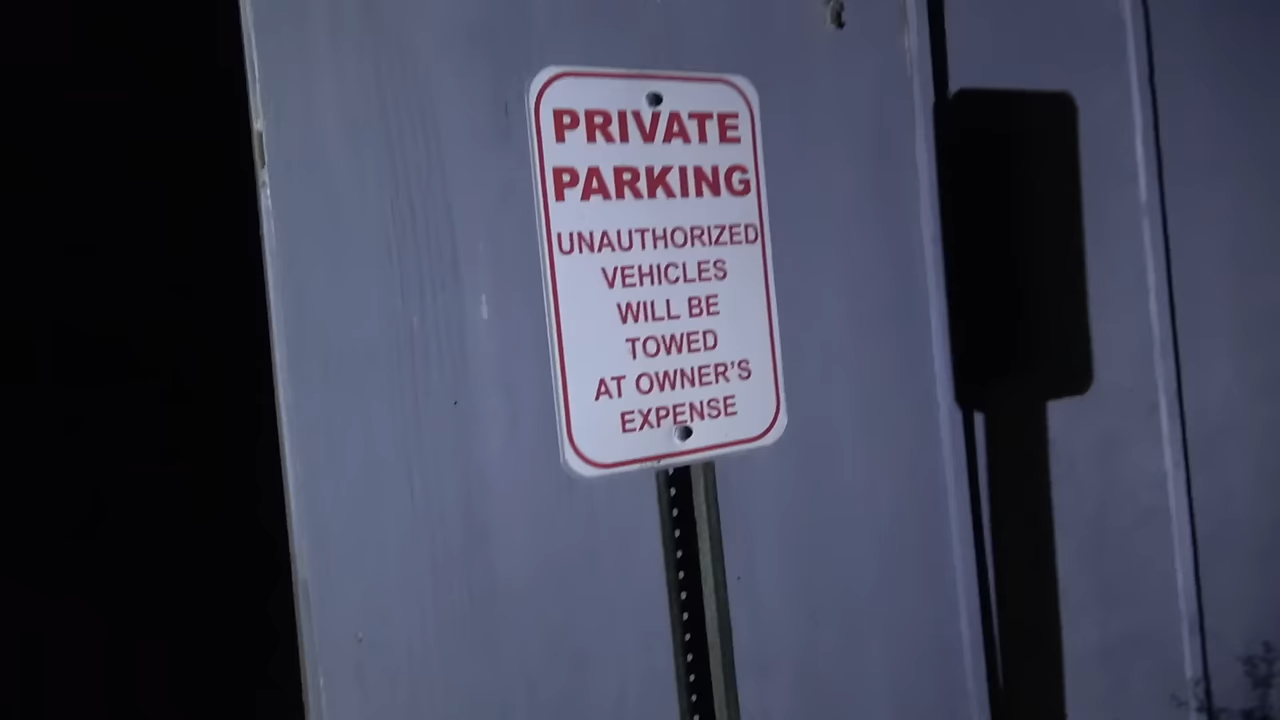 PRIVATE
PARKING
UNAUTHORIZED
VEHICLES
WILL BE
TOWED
AT OWNER'S
EXPENSE